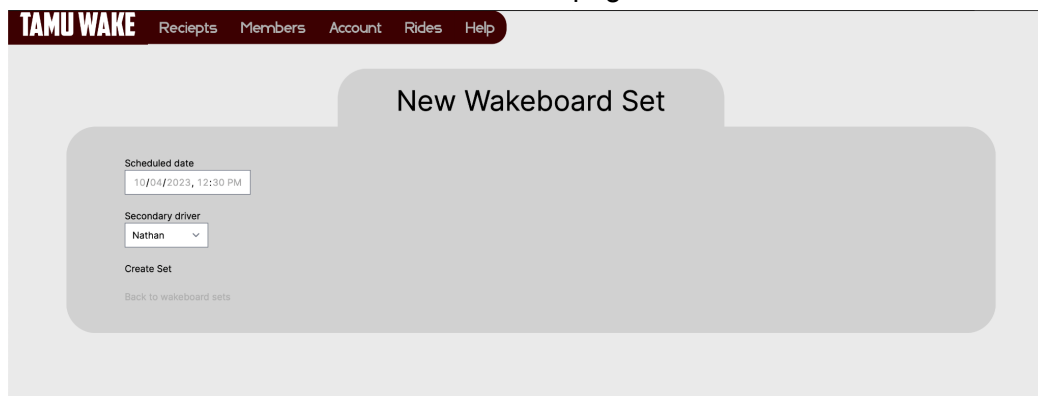 TAMU WAKE Reciepts Members Account Rides Help
New Wakeboard Set
Scheduled date
10/04/2023, 12:30 PM
Secondary driver
Nathan
Create Set
Back to wakeboard sets